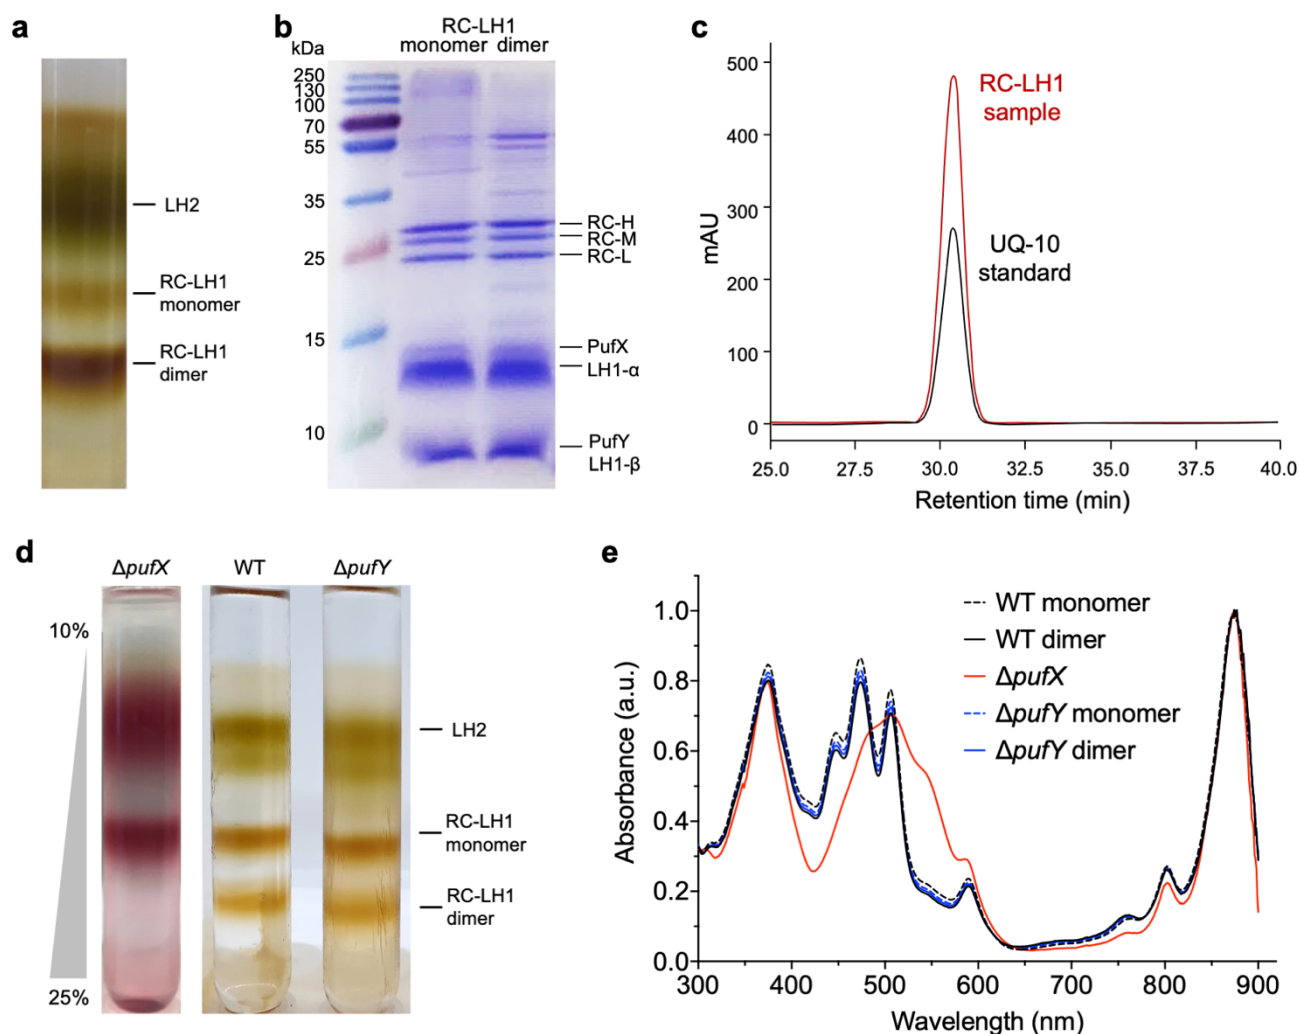 a
LH2
RC-LH1
monomer
RC-LH1
dimer
b
RC-LH1
kDa
monomer dimer
250
130
100
70
55
35
25
15
10
RC-H
RC-M
RC-L
PufX
LH1-α
PufY
LH1-β
c
500
400
300
200
100
0
mAU
RC-LH1
sample
UQ-10
standard
25.0 27.5 30.0 32.5 35.0 37.5 40.0
Retention time (min)
d
ΔpufX WT ΔpufY
10%
25%
LH2
RC-LH1
monomer
RC-LH1
dimer
e
1.0
0.8
0.6
0.4
0.2
0.0
Absorbance (a.u.)
WT monomer
WT dimer
ΔpufX
ΔpufY monomer
ΔpufY dimer
300 400 500 600 700 800 900
Wavelength (nm)